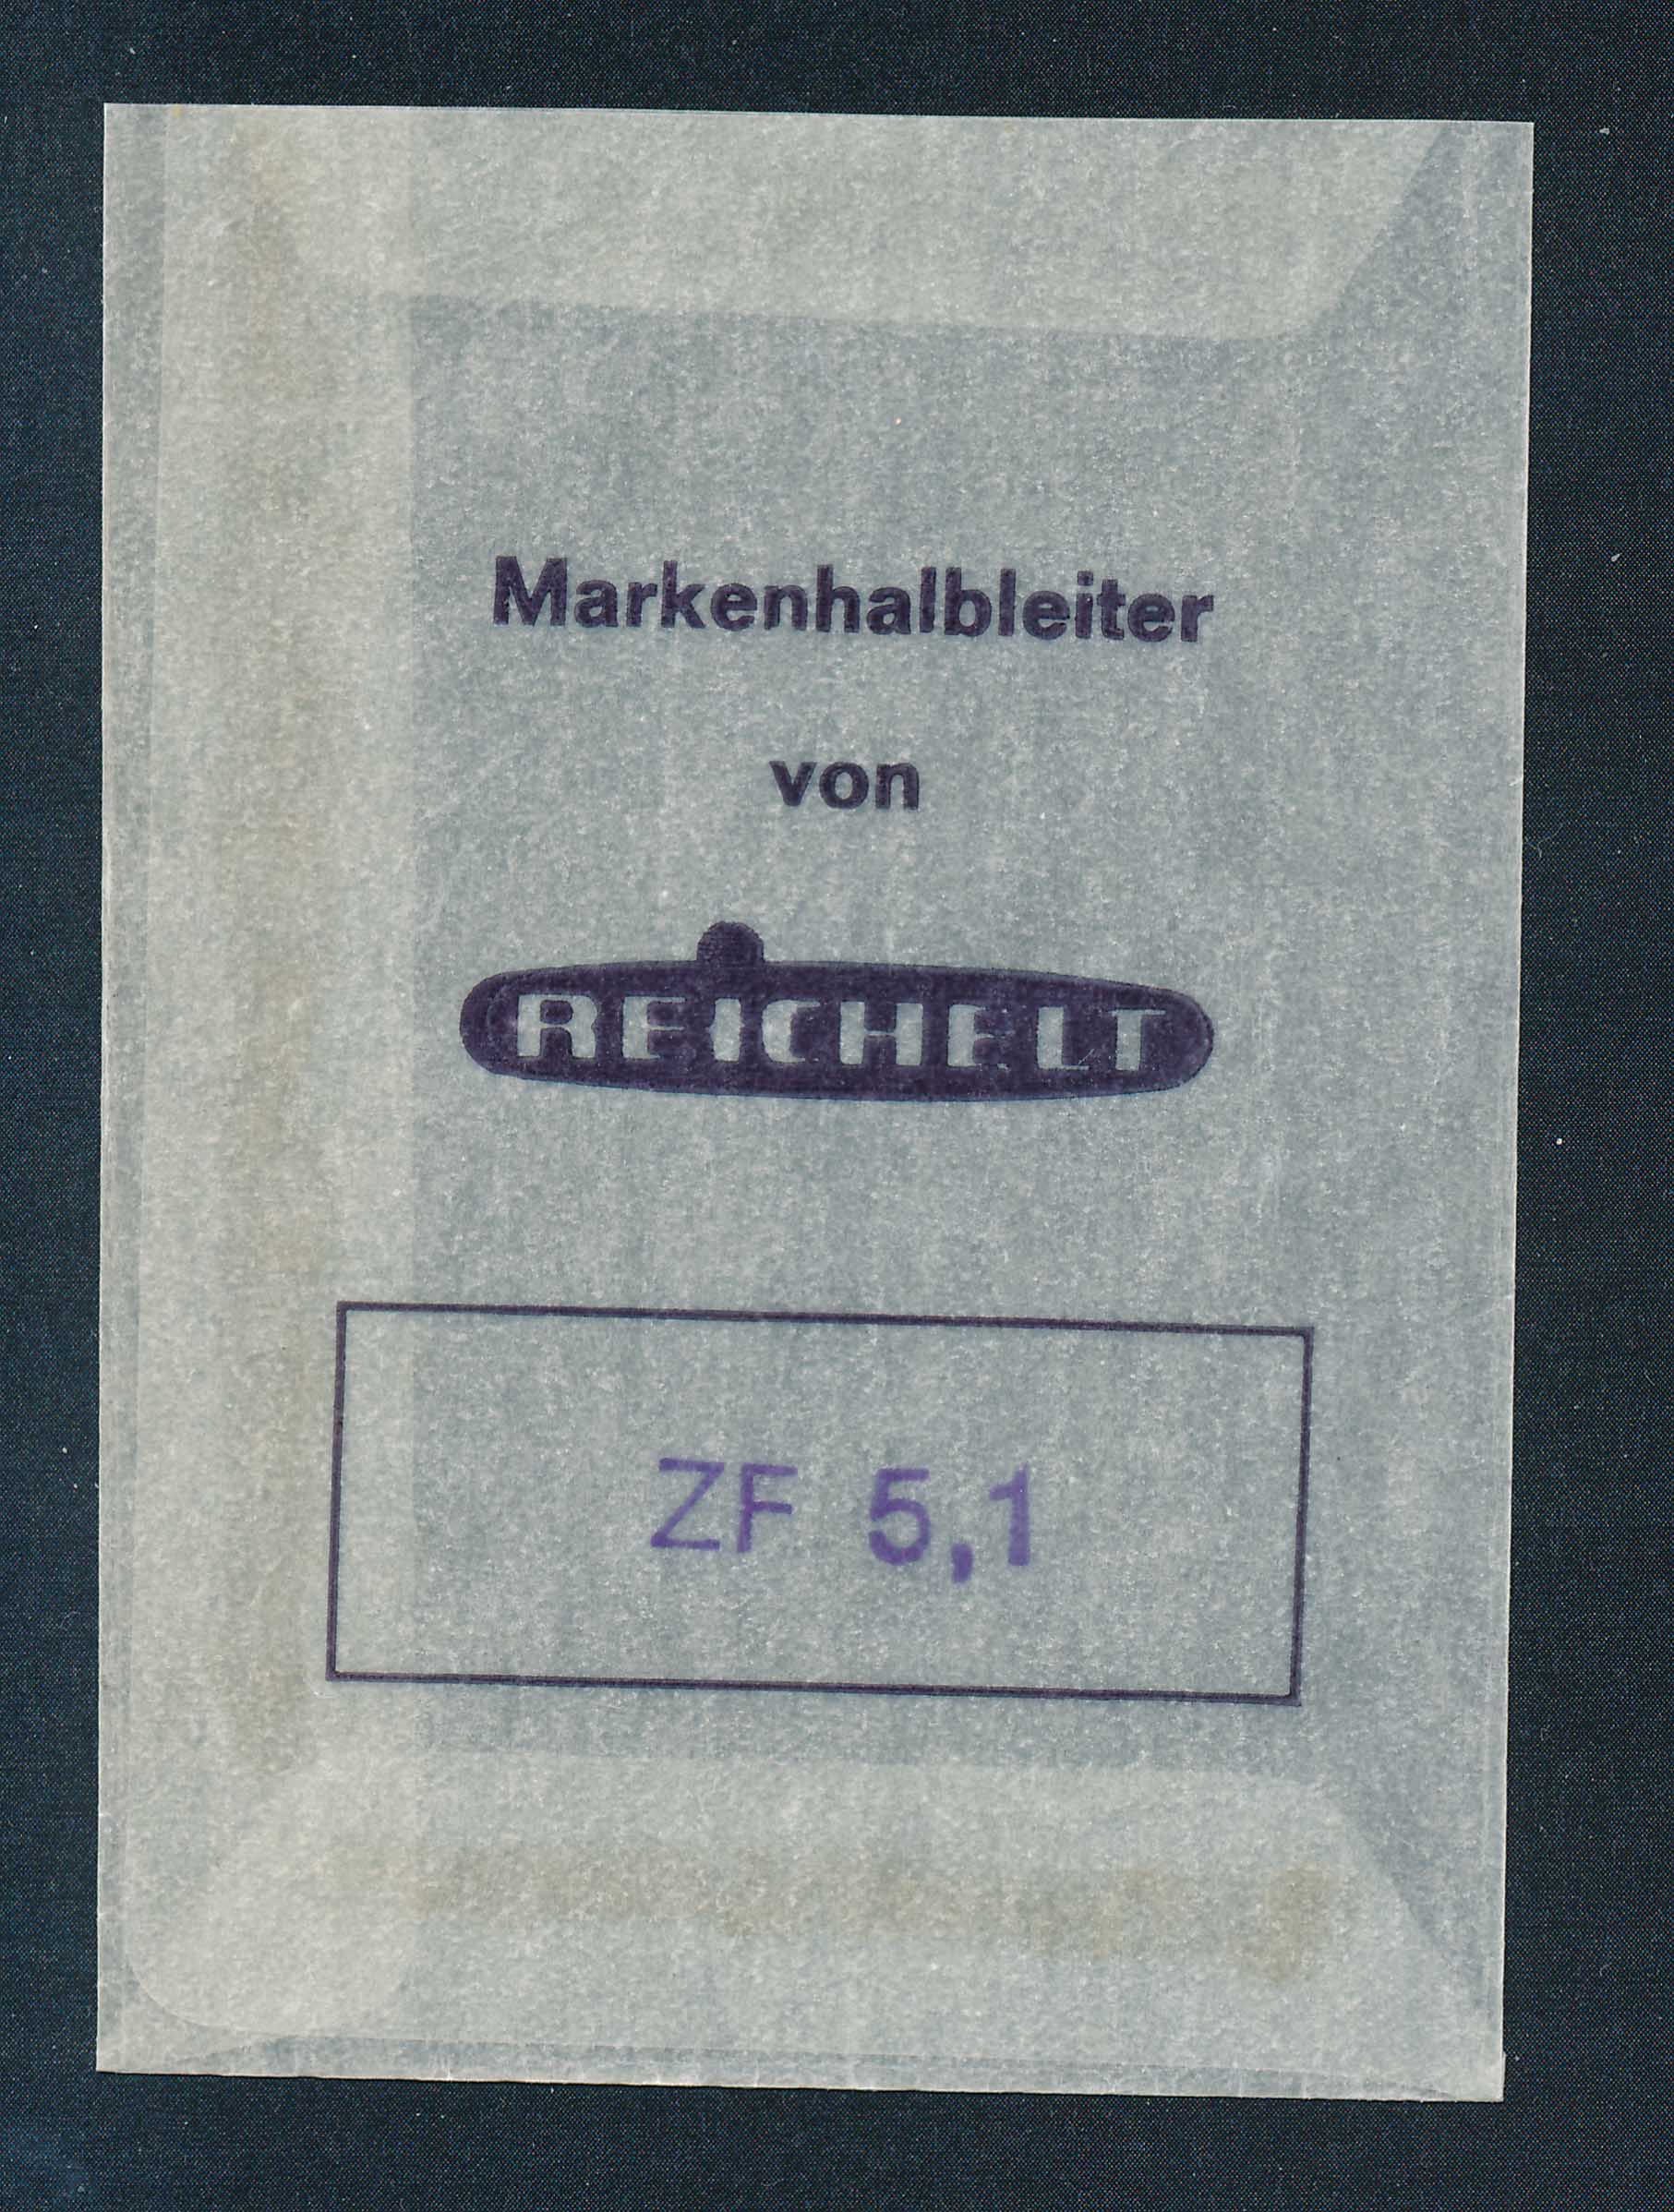 Markenhalbleiter
von
REICHELT
ZF 5,1